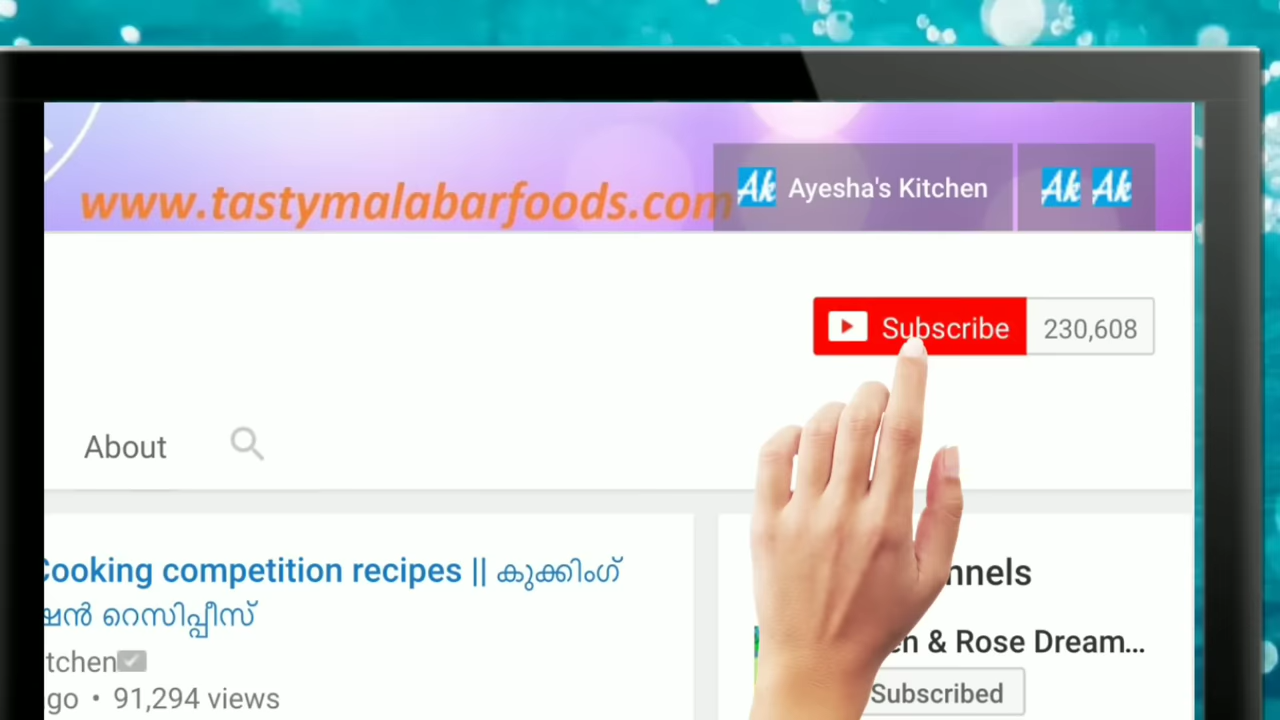 www.tastymalabarfoods.com
Ak Ayesha's Kitchen
Ak Ak
Subscribe 230,608
About
Cooking competition recipes || കുക്കിംഗ്
ഷൻ റെസിപ്പീസ്
tchen
go • 91,294 views
nnels
en & Rose Dream...
Subscribed